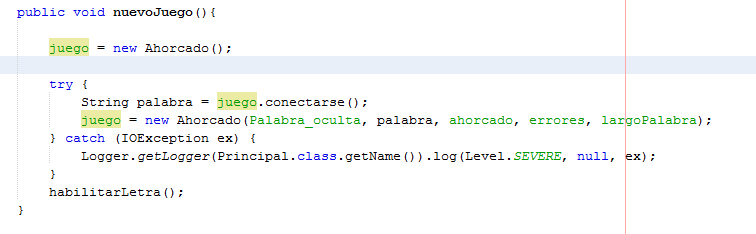 public void nuevoJuego(){
juego = new Ahorcado();
try {
String palabra = juego.conectarse();
juego = new Ahorcado(Palabra_oculta, palabra, ahorcado, errores, largoPalabra);
} catch (IOException ex) {
Logger.getLogger(Principal.class.getName()).log(Level.SEVERE, null, ex);
}
habilitarLetra();
}